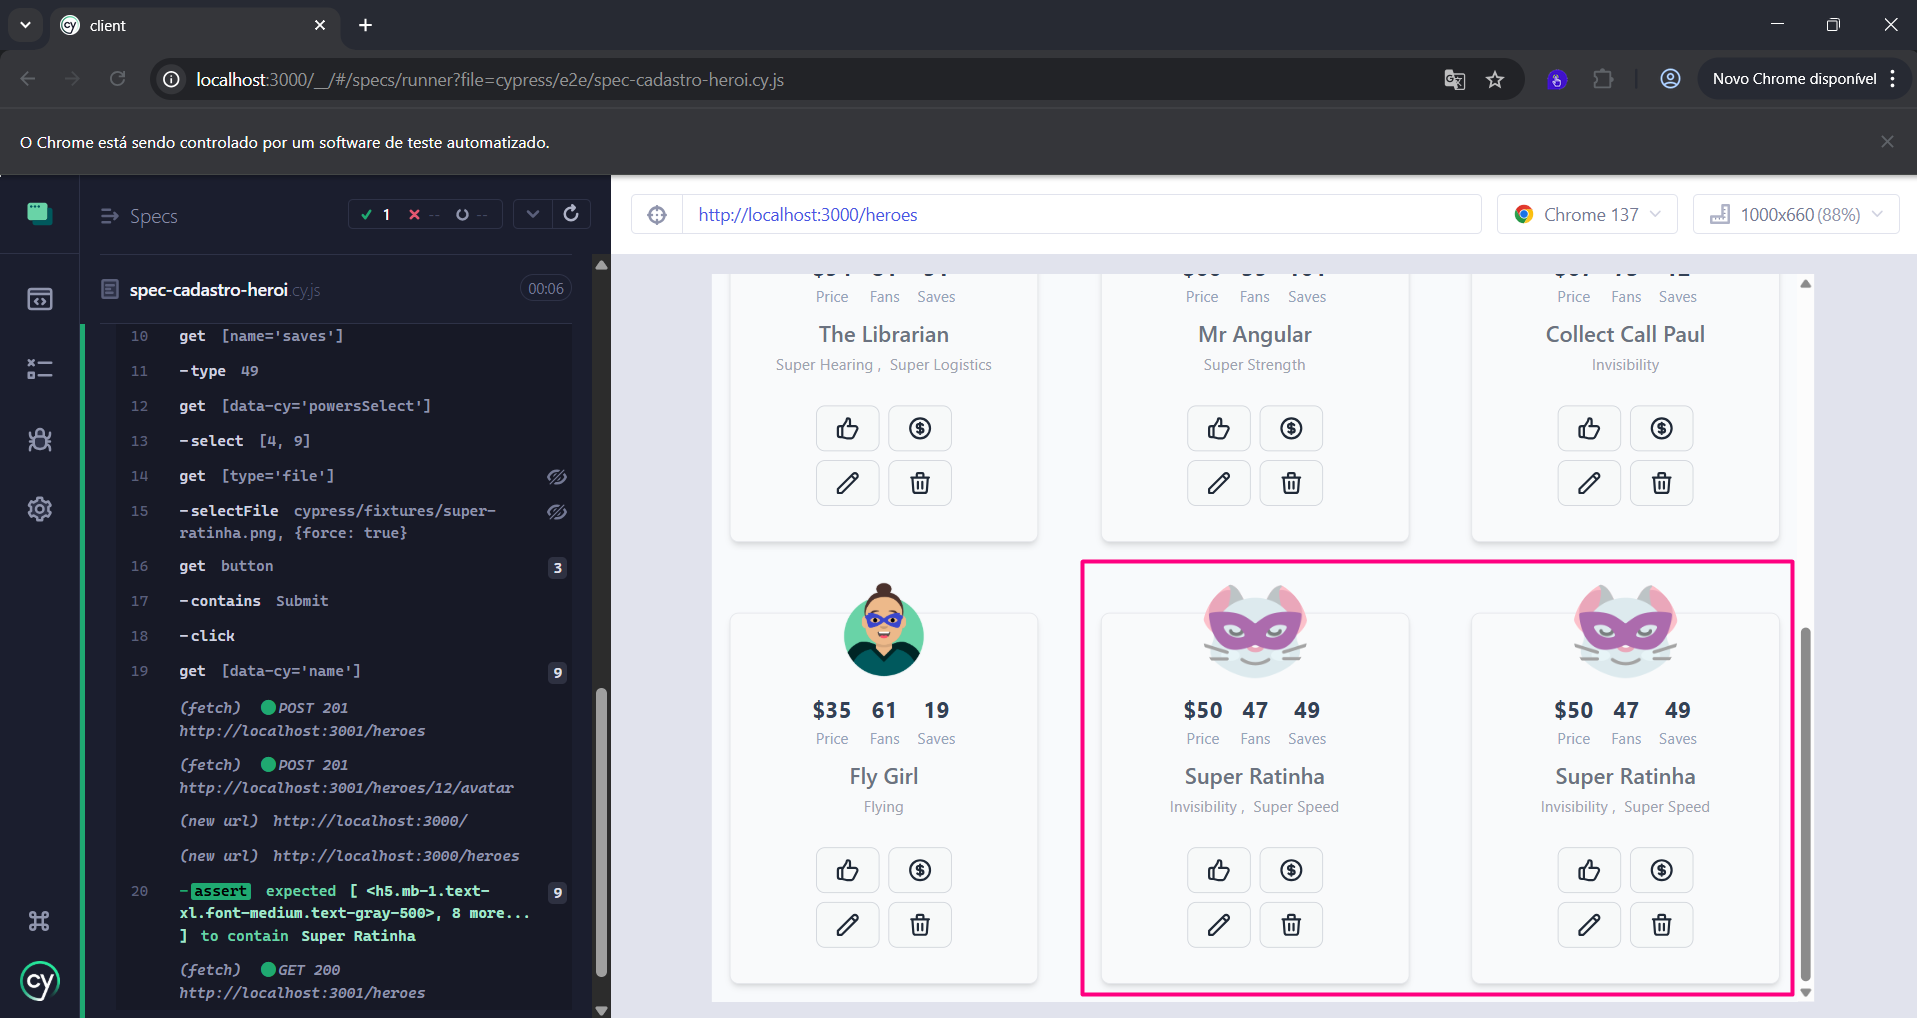 client
localhost:3000/__/#/specs/runner?file=cypress/e2e/spec-cadastro-heroi.cy.js
Novo Chrome disponível
O Chrome está sendo controlado por um software de teste automatizado.
Specs
1 -- --
spec-cadastro-heroi.cy.js 00:06
10 get [name='saves']
11 -type 49
12 get [data-cy='powersSelect']
13 -select [4, 9]
14 get [type='file']
15 -selectFile cypress/fixtures/super-
ratinha.png, {force: true}
16 get button 3
17 -contains Submit
18 -click
19 get [data-cy='name'] 9
(fetch) POST 201
http://localhost:3001/heroes
(fetch) POST 201
http://localhost:3001/heroes/12/avatar
(new url) http://localhost:3000/
(new url) http://localhost:3000/heroes
20 -assert expected [ <h5.mb-1.text- 9
xl.font-medium.text-gray-500>, 8 more...
] to contain Super Ratinha
(fetch) GET 200
http://localhost:3001/heroes
cy
http://localhost:3000/heroes
Chrome 137
1000x660 (88%)
Price Fans Saves
The Librarian
Super Hearing , Super Logistics
Price Fans Saves
Mr Angular
Super Strength
Price Fans Saves
Collect Call Paul
Invisibility
$35 61 19
Price Fans Saves
Fly Girl
Flying
$50 47 49
Price Fans Saves
Super Ratinha
Invisibility , Super Speed
$50 47 49
Price Fans Saves
Super Ratinha
Invisibility , Super Speed